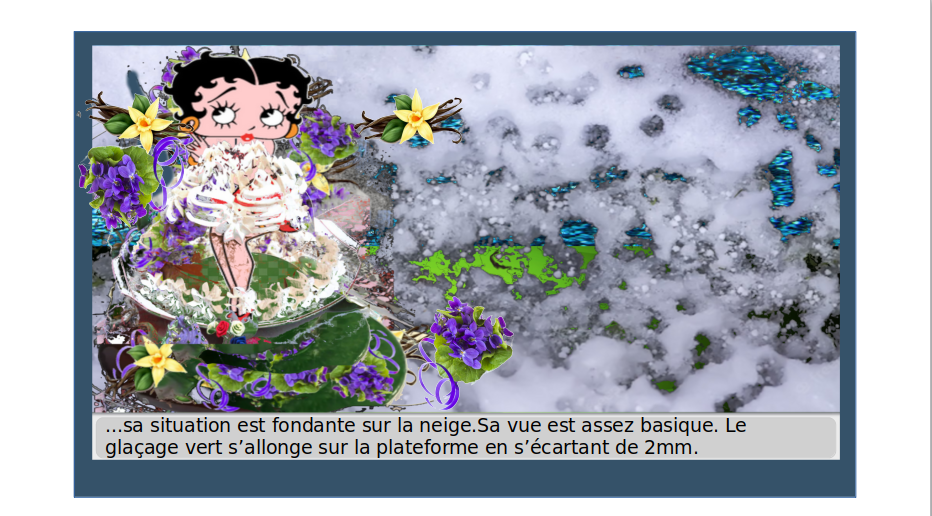 ...sa situation est fondante sur la neige.Sa vue est assez basique. Le
glaçage vert s’allonge sur la plateforme en s’écartant de 2mm.